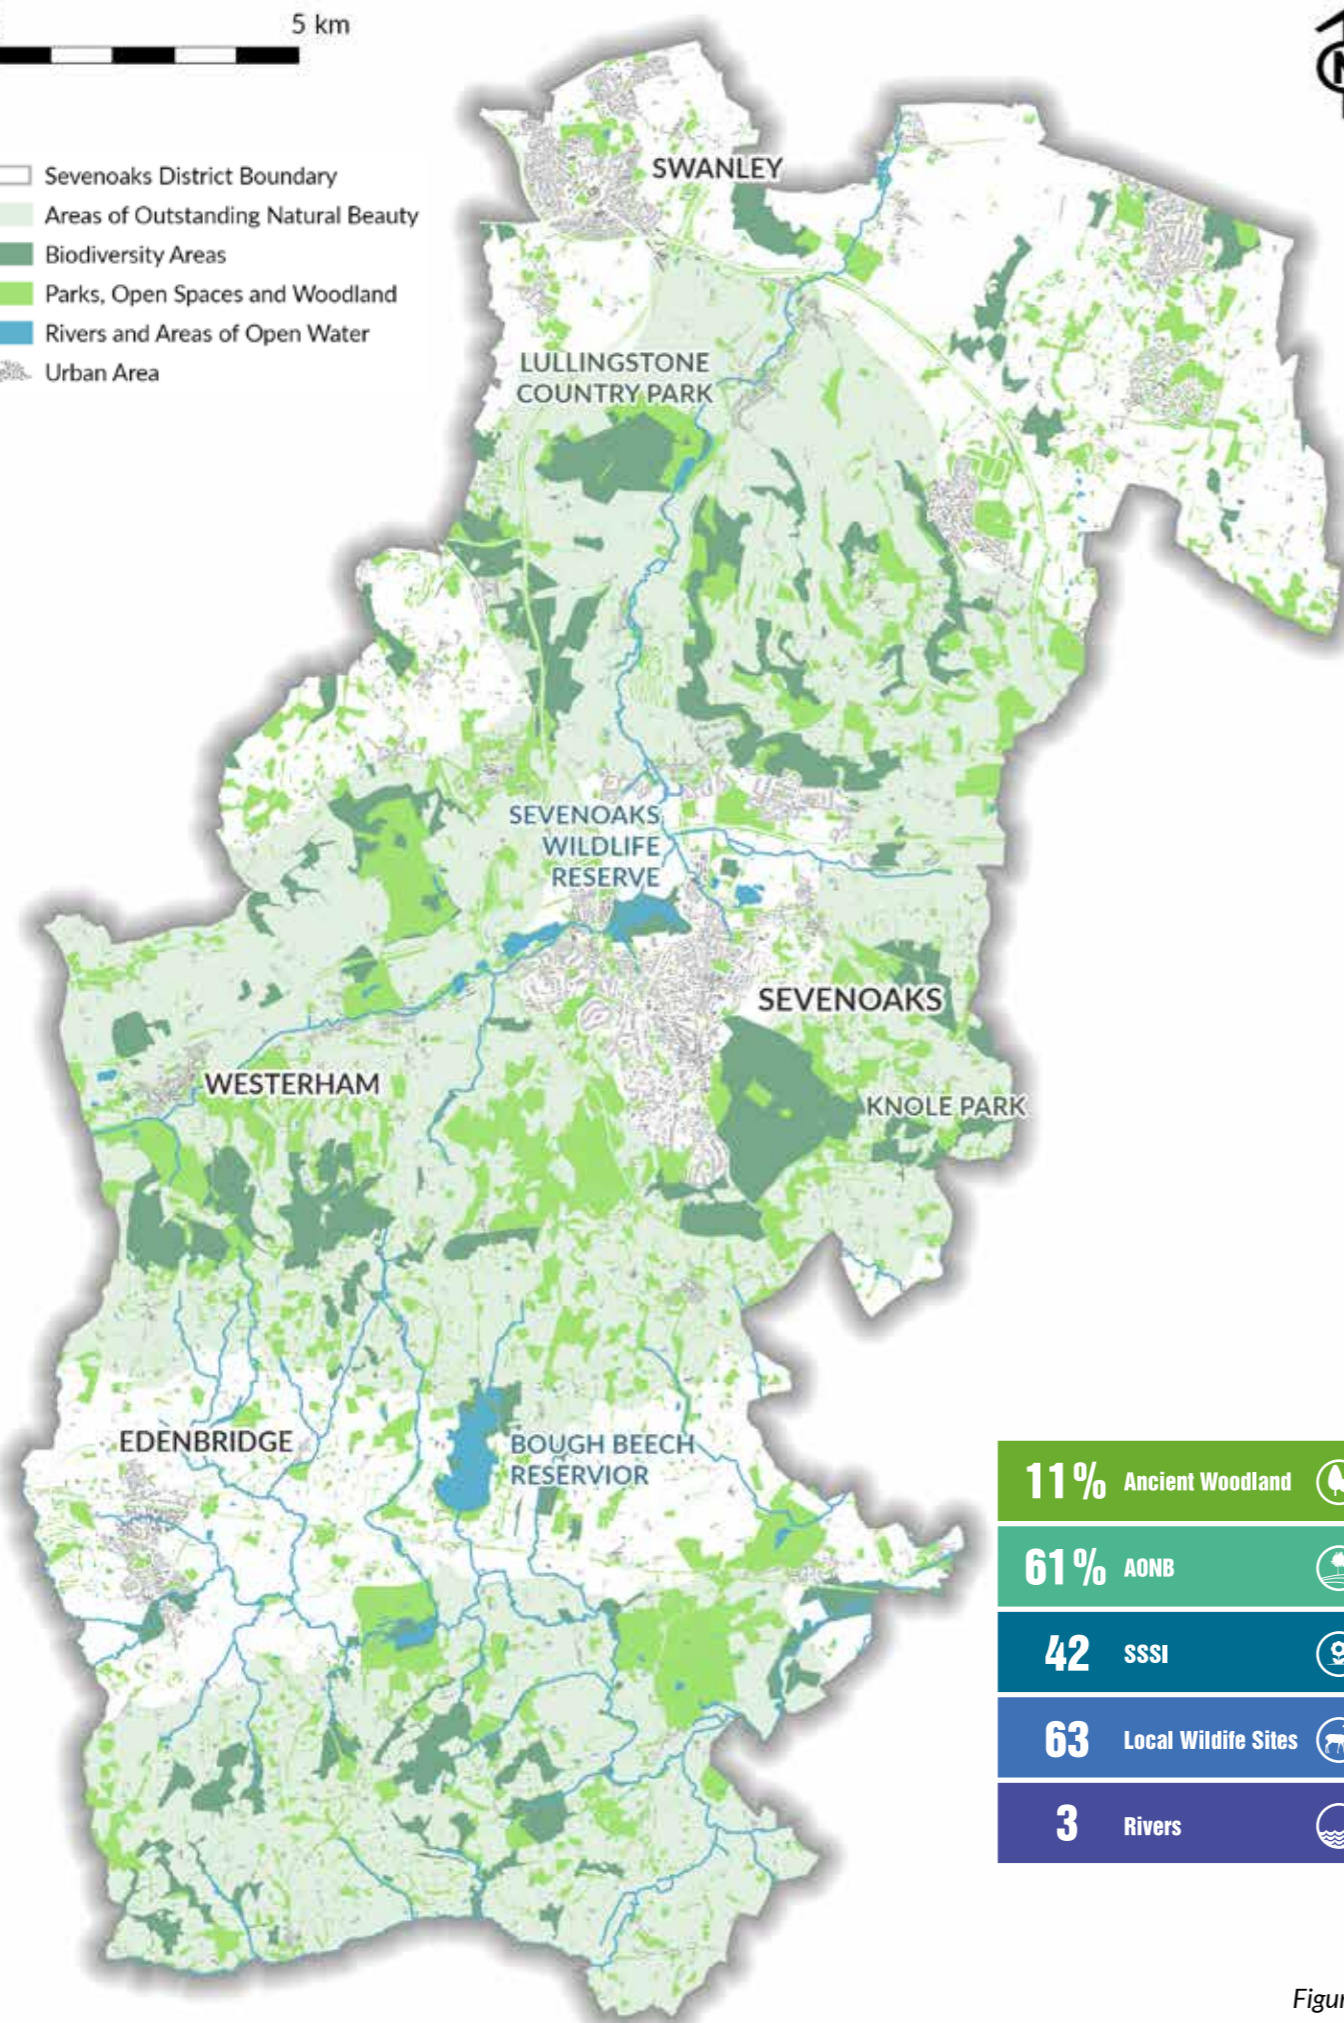 5 km
Sevenoaks District Boundary
Areas of Outstanding Natural Beauty
Biodiversity Areas
Parks, Open Spaces and Woodland
Rivers and Areas of Open Water
Urban Area
SWANLEY
LULLINGSTONE
COUNTRY PARK
SEVENOAKS
WILDLIFE
RESERVE
SEVENOAKS
WESTERHAM
KNOLE PARK
EDENBRIDGE
BOUGH BEECH
RESERVIOR
11% Ancient Woodland
61% AONB
42 SSSI
63 Local Wildife Sites
3 Rivers
Figur